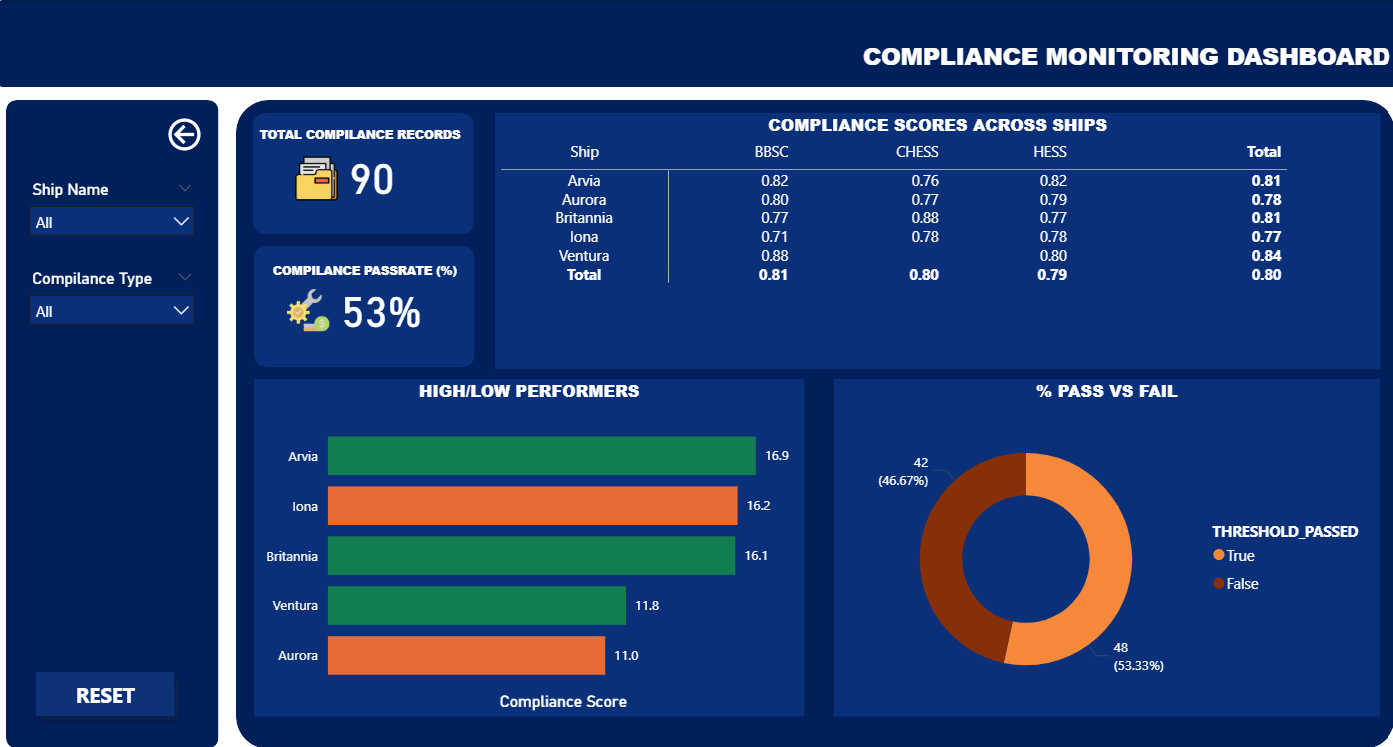 COMPLIANCE MONITORING DASHBOARD
Ship Name
All
Compilance Type
All
RESET
TOTAL COMPILANCE RECORDS
90
COMPILANCE PASSRATE (%)
53%
COMPLIANCE SCORES ACROSS SHIPS
Ship BBSC CHESS HESS Total
Arvia 0.82 0.76 0.82 0.81
Aurora 0.80 0.77 0.79 0.78
Britannia 0.77 0.88 0.77 0.81
Iona 0.71 0.78 0.78 0.77
Ventura 0.88 0.80 0.84
Total 0.81 0.80 0.79 0.80
HIGH/LOW PERFORMERS
Arvia 16.9
Iona 16.2
Britannia 16.1
Ventura 11.8
Aurora 11.0
Compliance Score
% PASS VS FAIL
42
(46.67%)
48
(53.33%)
THRESHOLD_PASSED
True
False